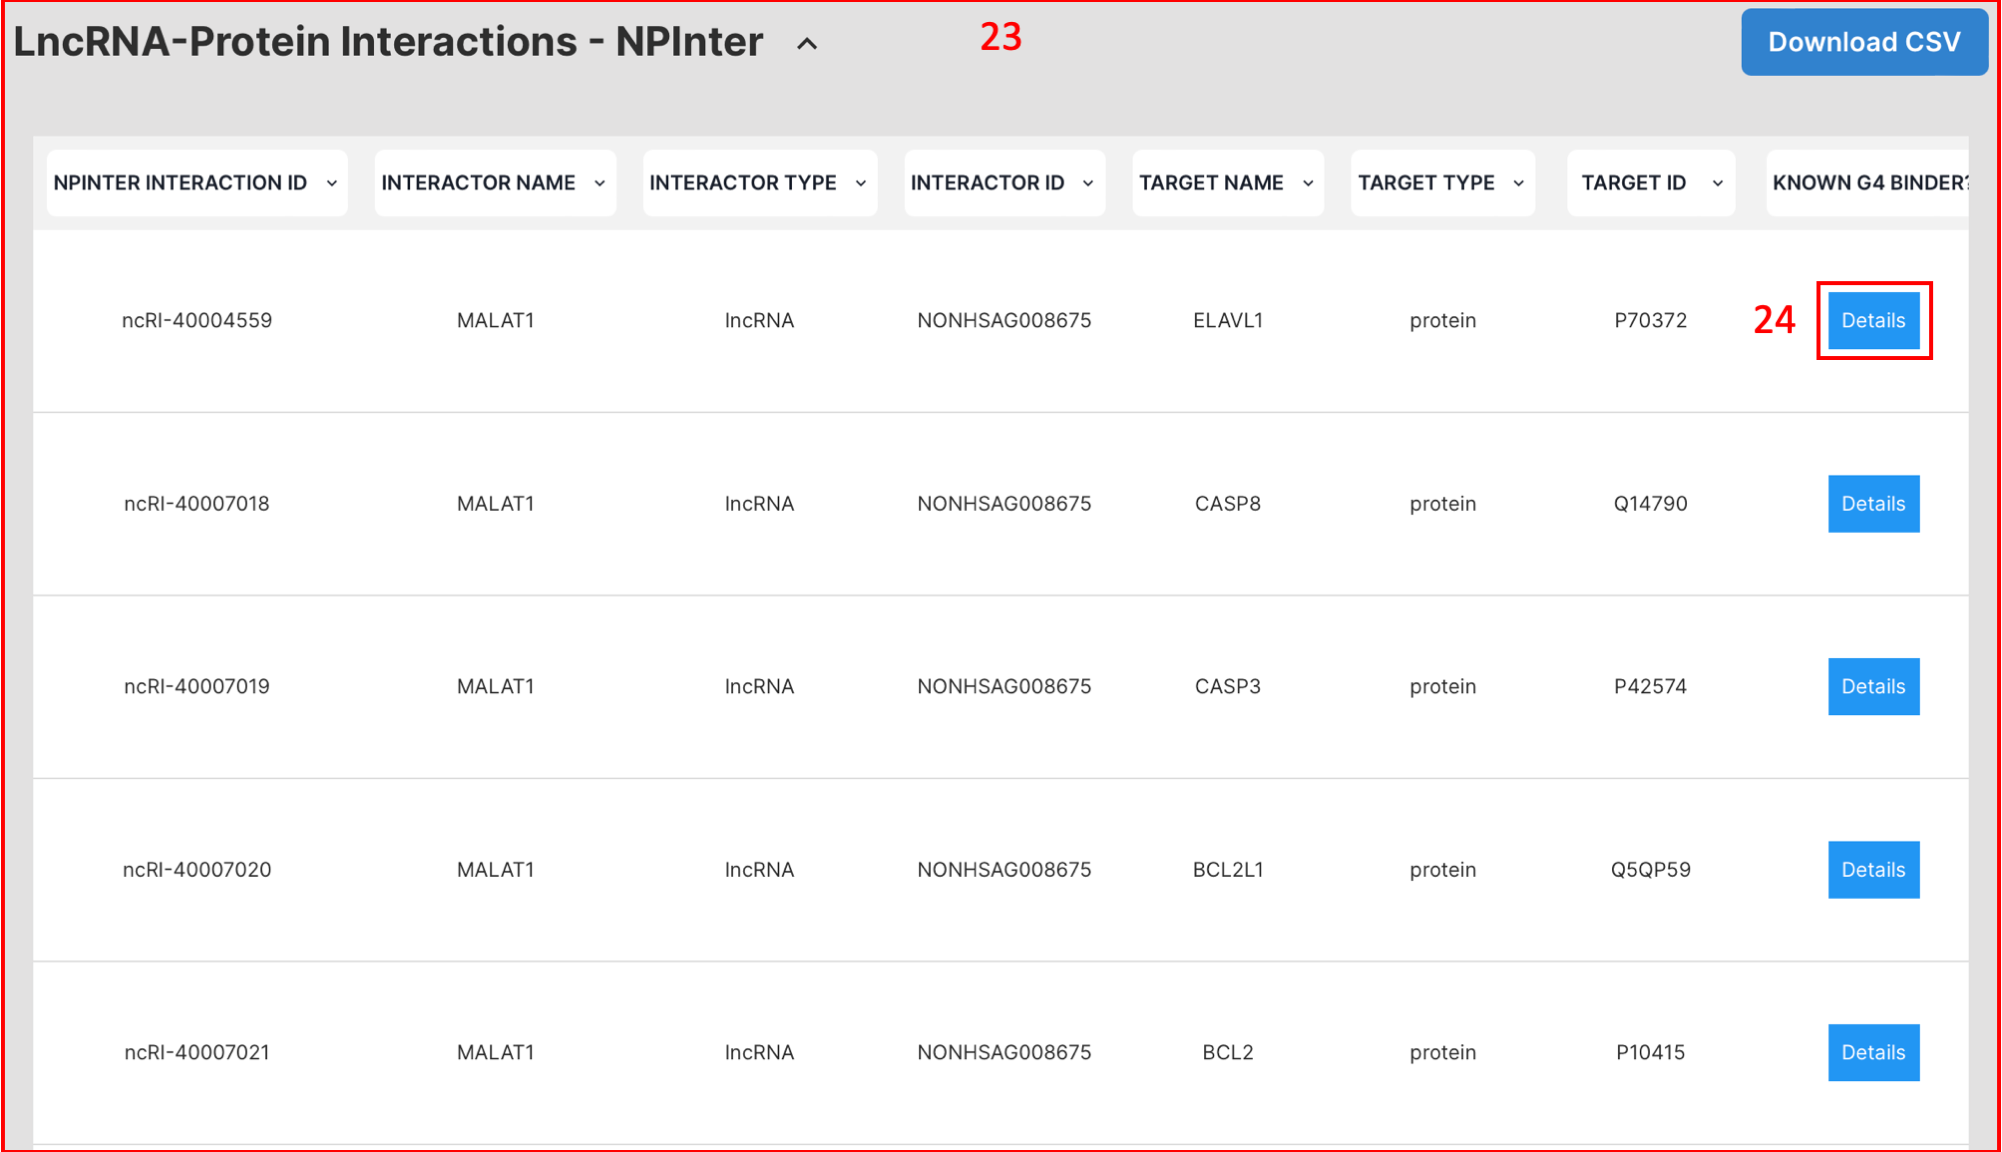 LncRNA-Protein Interactions - NPInter 23 Download CSV
NPINTER INTERACTION ID INTERACTOR NAME INTERACTOR TYPE INTERACTOR ID TARGET NAME TARGET TYPE TARGET ID KNOWN G4 BINDER?
ncRI-40004559 MALAT1 lncRNA NONHSAG008675 ELAVL1 protein P70372 24 Details
ncRI-40007018 MALAT1 lncRNA NONHSAG008675 CASP8 protein Q14790 Details
ncRI-40007019 MALAT1 lncRNA NONHSAG008675 CASP3 protein P42574 Details
ncRI-40007020 MALAT1 lncRNA NONHSAG008675 BCL2L1 protein Q5QP59 Details
ncRI-40007021 MALAT1 lncRNA NONHSAG008675 BCL2 protein P10415 Details